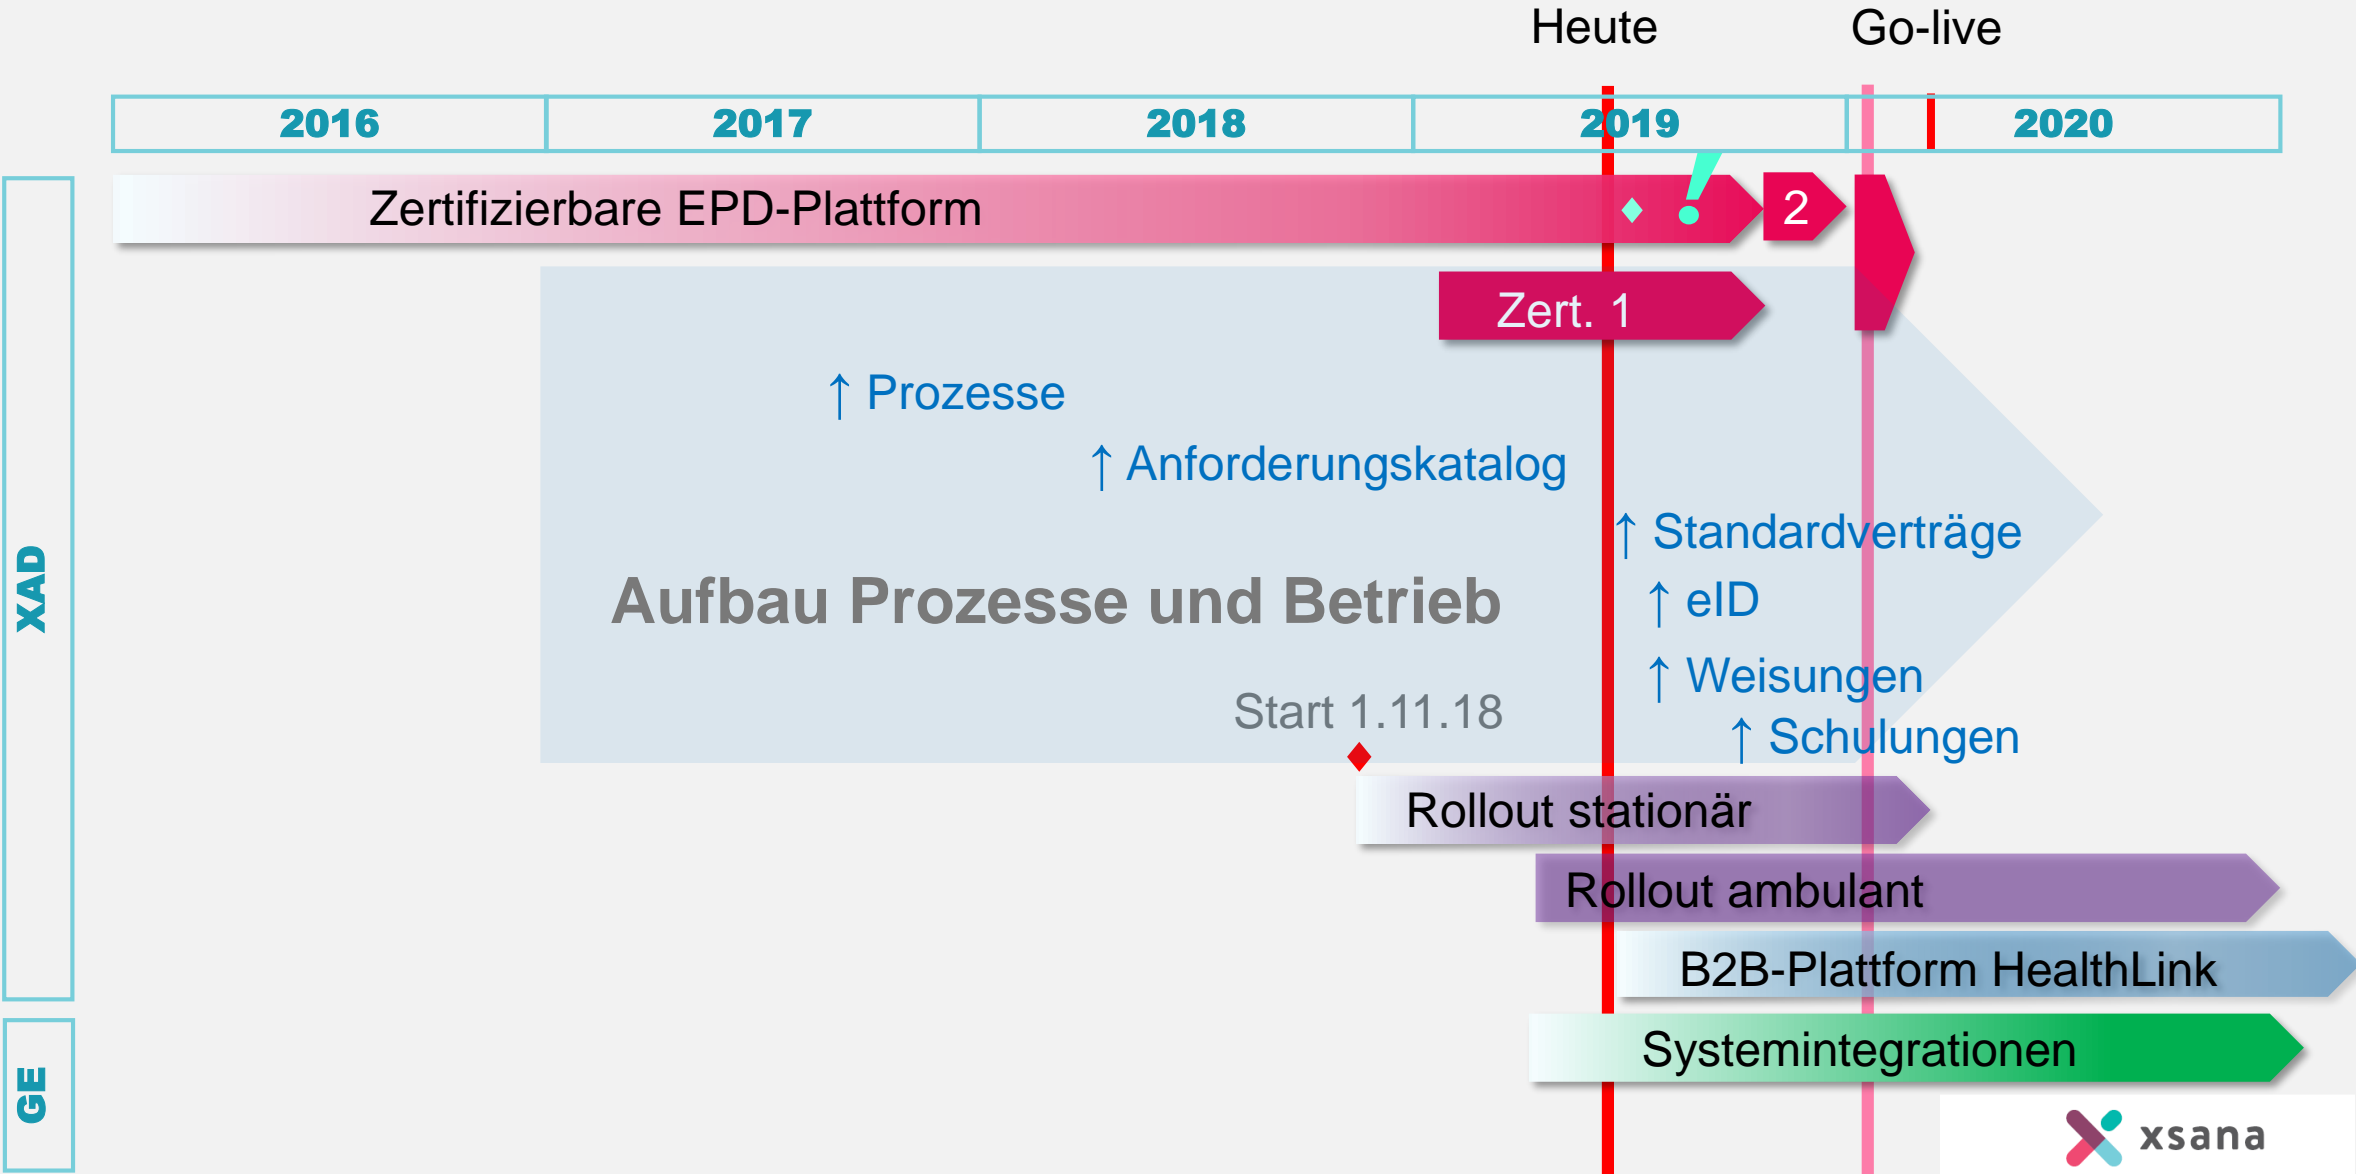 Heute Go-live
2016 2017 2018 2019 2020
XAD
Zertifizierbare EPD-Plattform ! 2
Zert. 1
↑ Prozesse
↑ Anforderungskatalog
↑ Standardverträge
Aufbau Prozesse und Betrieb
↑ eID
↑ Weisungen
Start 1.11.18
↑ Schulungen
Rollout stationär
Rollout ambulant
B2B-Plattform HealthLink
GE
Systemintegrationen
xsana